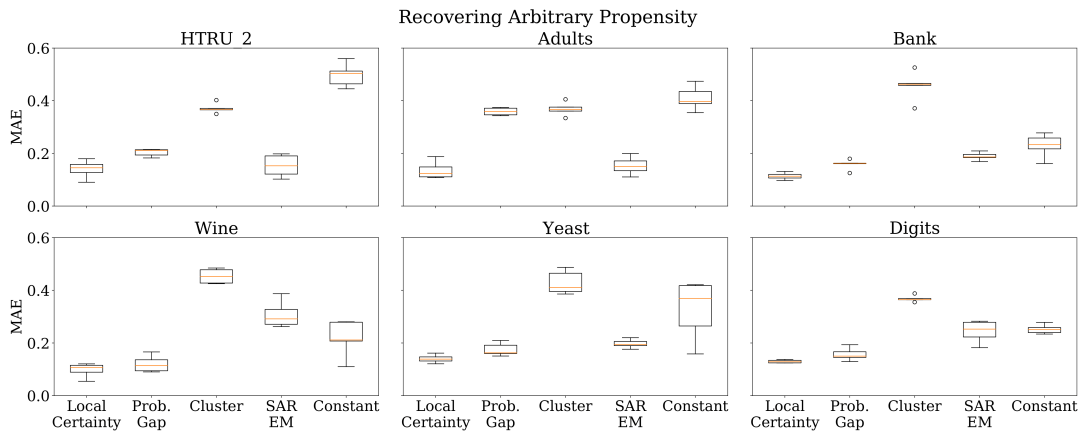 Recovering Arbitrary Propensity
HTRU_2
Adults
Bank
MAE
0.6
0.4
0.2
0.0
Wine
Yeast
Digits
MAE
0.6
0.4
0.2
0.0
Local
Certainty
Prob.
Gap
Cluster
SAR
EM
Constant
Local
Certainty
Prob.
Gap
Cluster
SAR
EM
Constant
Local
Certainty
Prob.
Gap
Cluster
SAR
EM
Constant